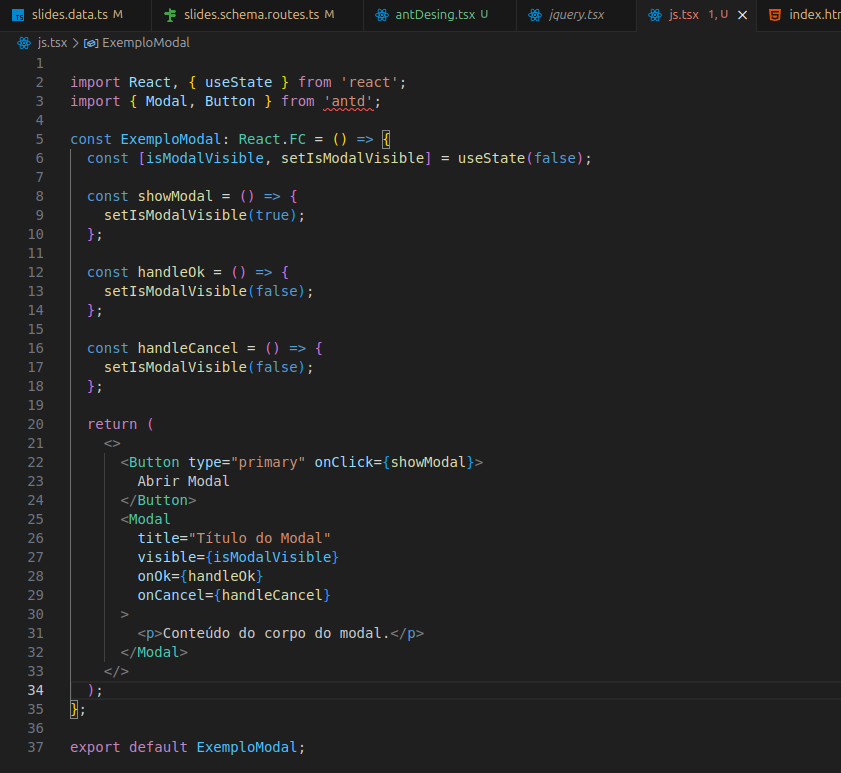 slides.data.ts M
slides.schema.routes.ts M
antDesing.tsx U
jquery.tsx
js.tsx 1, U
js.tsx > ExemploModal
1
2 import React, { useState } from 'react';
3 import { Modal, Button } from 'antd';
4
5 const ExemploModal: React.FC = () => {
6 const [isModalVisible, setIsModalVisible] = useState(false);
7
8 const showModal = () => {
9 setIsModalVisible(true);
10 };
11
12 const handleOk = () => {
13 setIsModalVisible(false);
14 };
15
16 const handleCancel = () => {
17 setIsModalVisible(false);
18 };
19
20 return (
21 <>
22 <Button type="primary" onClick={showModal}>
23 Abrir Modal
24 </Button>
25 <Modal
26 title="Título do Modal"
27 visible={isModalVisible}
28 onOk={handleOk}
29 onCancel={handleCancel}
30 >
31 <p>Conteúdo do corpo do modal.</p>
32 </Modal>
33 </>
34 );
35 };
36
37 export default ExemploModal;